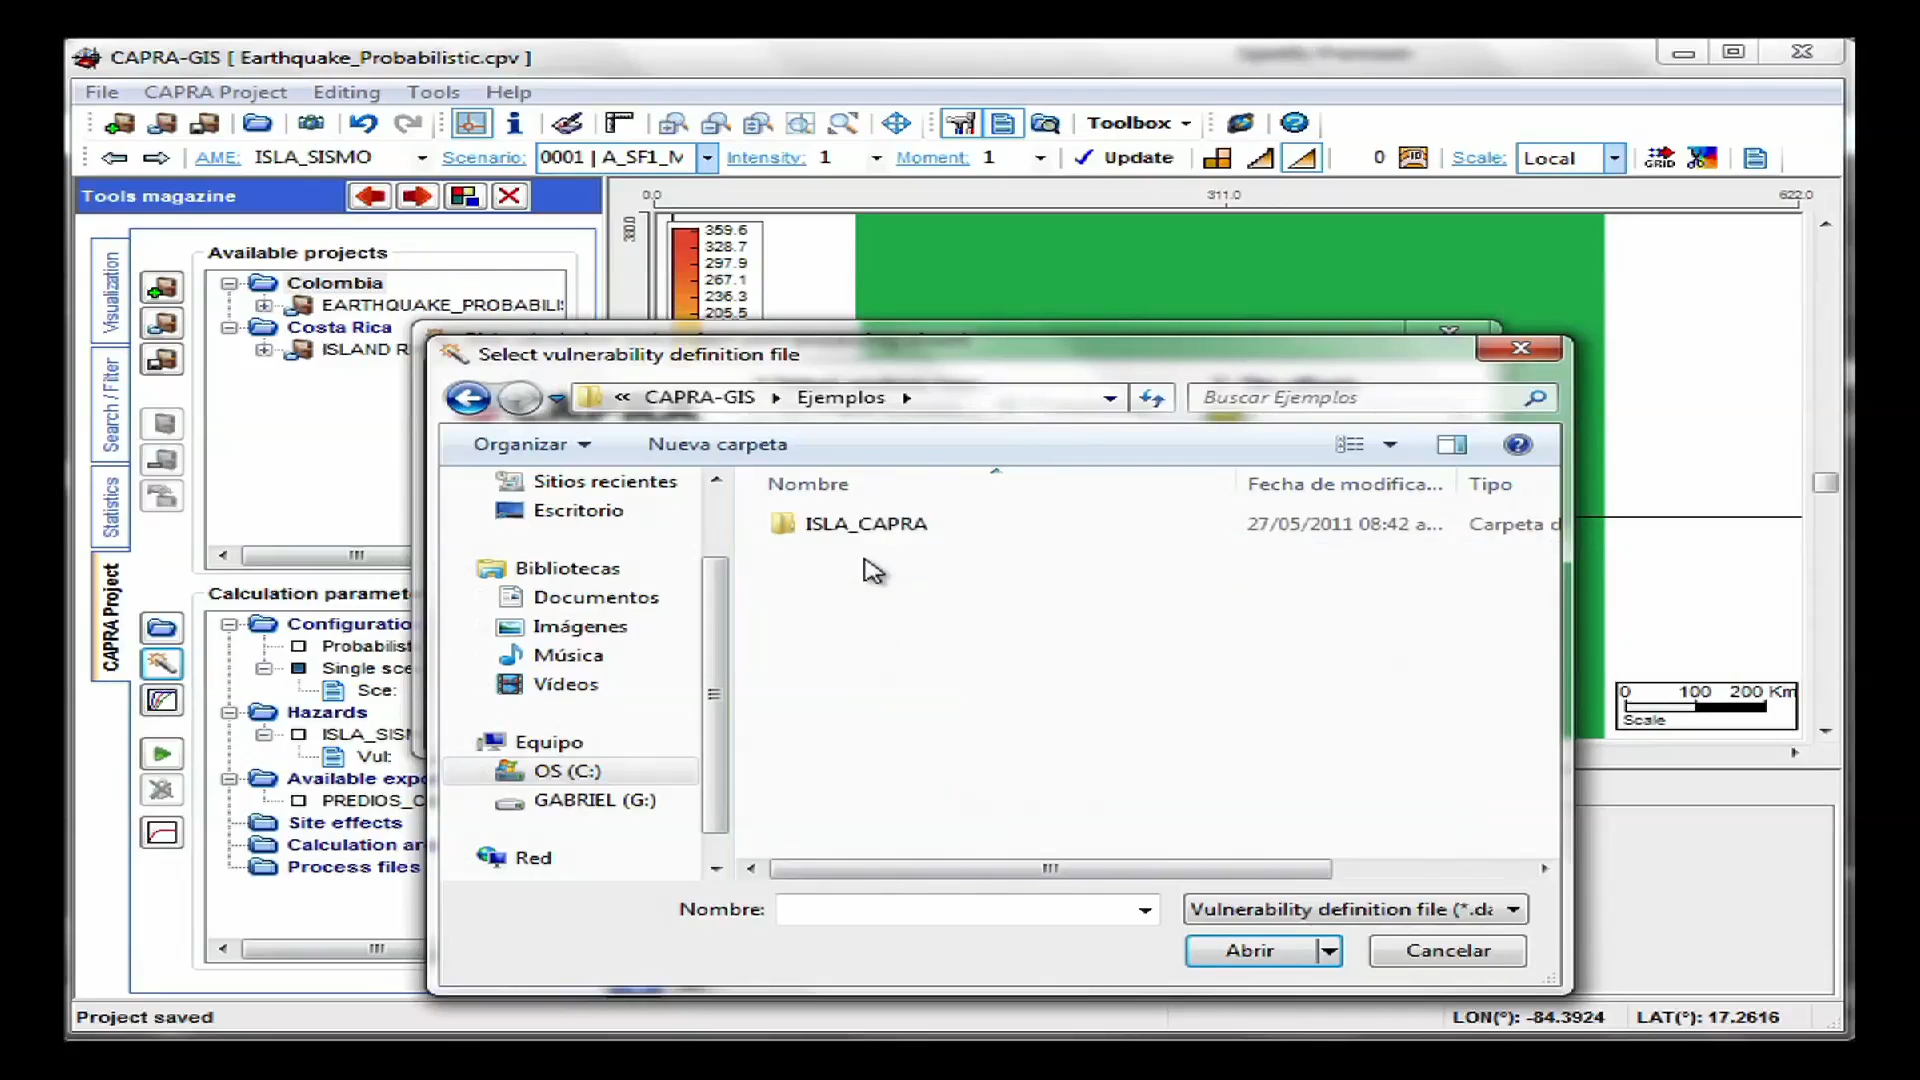 CAPRA-GIS [ Earthquake_Probabilistic.cpv ]
File CAPRA Project Editing Tools Help
Toolbox
AME: ISLA_SISMO Scenario: 0001 | A_SF1_M Intensity: 1 Moment: 1 Update 0 Scale: Local GRID
Tools magazine
0.0 311.0 622.0
380.0
359.6
328.7
297.9
267.1
236.3
205.5
Visualization
Search / Filter
Statistics
CAPRA Project
Available projects
Colombia
EARTHQUAKE_PROBABILI
Costa Rica
ISLAND R
Calculation paramet
Configuratio
Probabilist
Single sce
Sce:
Hazards
ISLA_SISM
Vul:
Available exp
PREDIOS_C
Site effects
Calculation ar
Process files
Select vulnerability definition file
« CAPRA-GIS Ejemplos
Buscar Ejemplos
Organizar Nueva carpeta
Sitios recientes
Escritorio
Bibliotecas
Documentos
Imágenes
Música
Vídeos
Equipo
OS (C:)
GABRIEL (G:)
Red
Nombre Fecha de modifica... Tipo
ISLA_CAPRA 27/05/2011 08:42 a... Carpeta d
Nombre: Vulnerability definition file (*.da
Abrir Cancelar
0 100 200 Km
Scale
Project saved LON(°): -84.3924 LAT(°): 17.2616